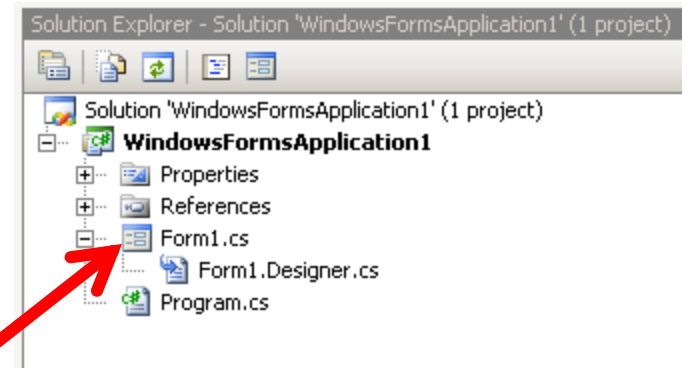 Solution Explorer - Solution 'WindowsFormsApplication1' (1 project)
Solution 'WindowsFormsApplication1' (1 project)
WindowsFormsApplication1
Properties
References
Form1.cs
Form1.Designer.cs
Program.cs